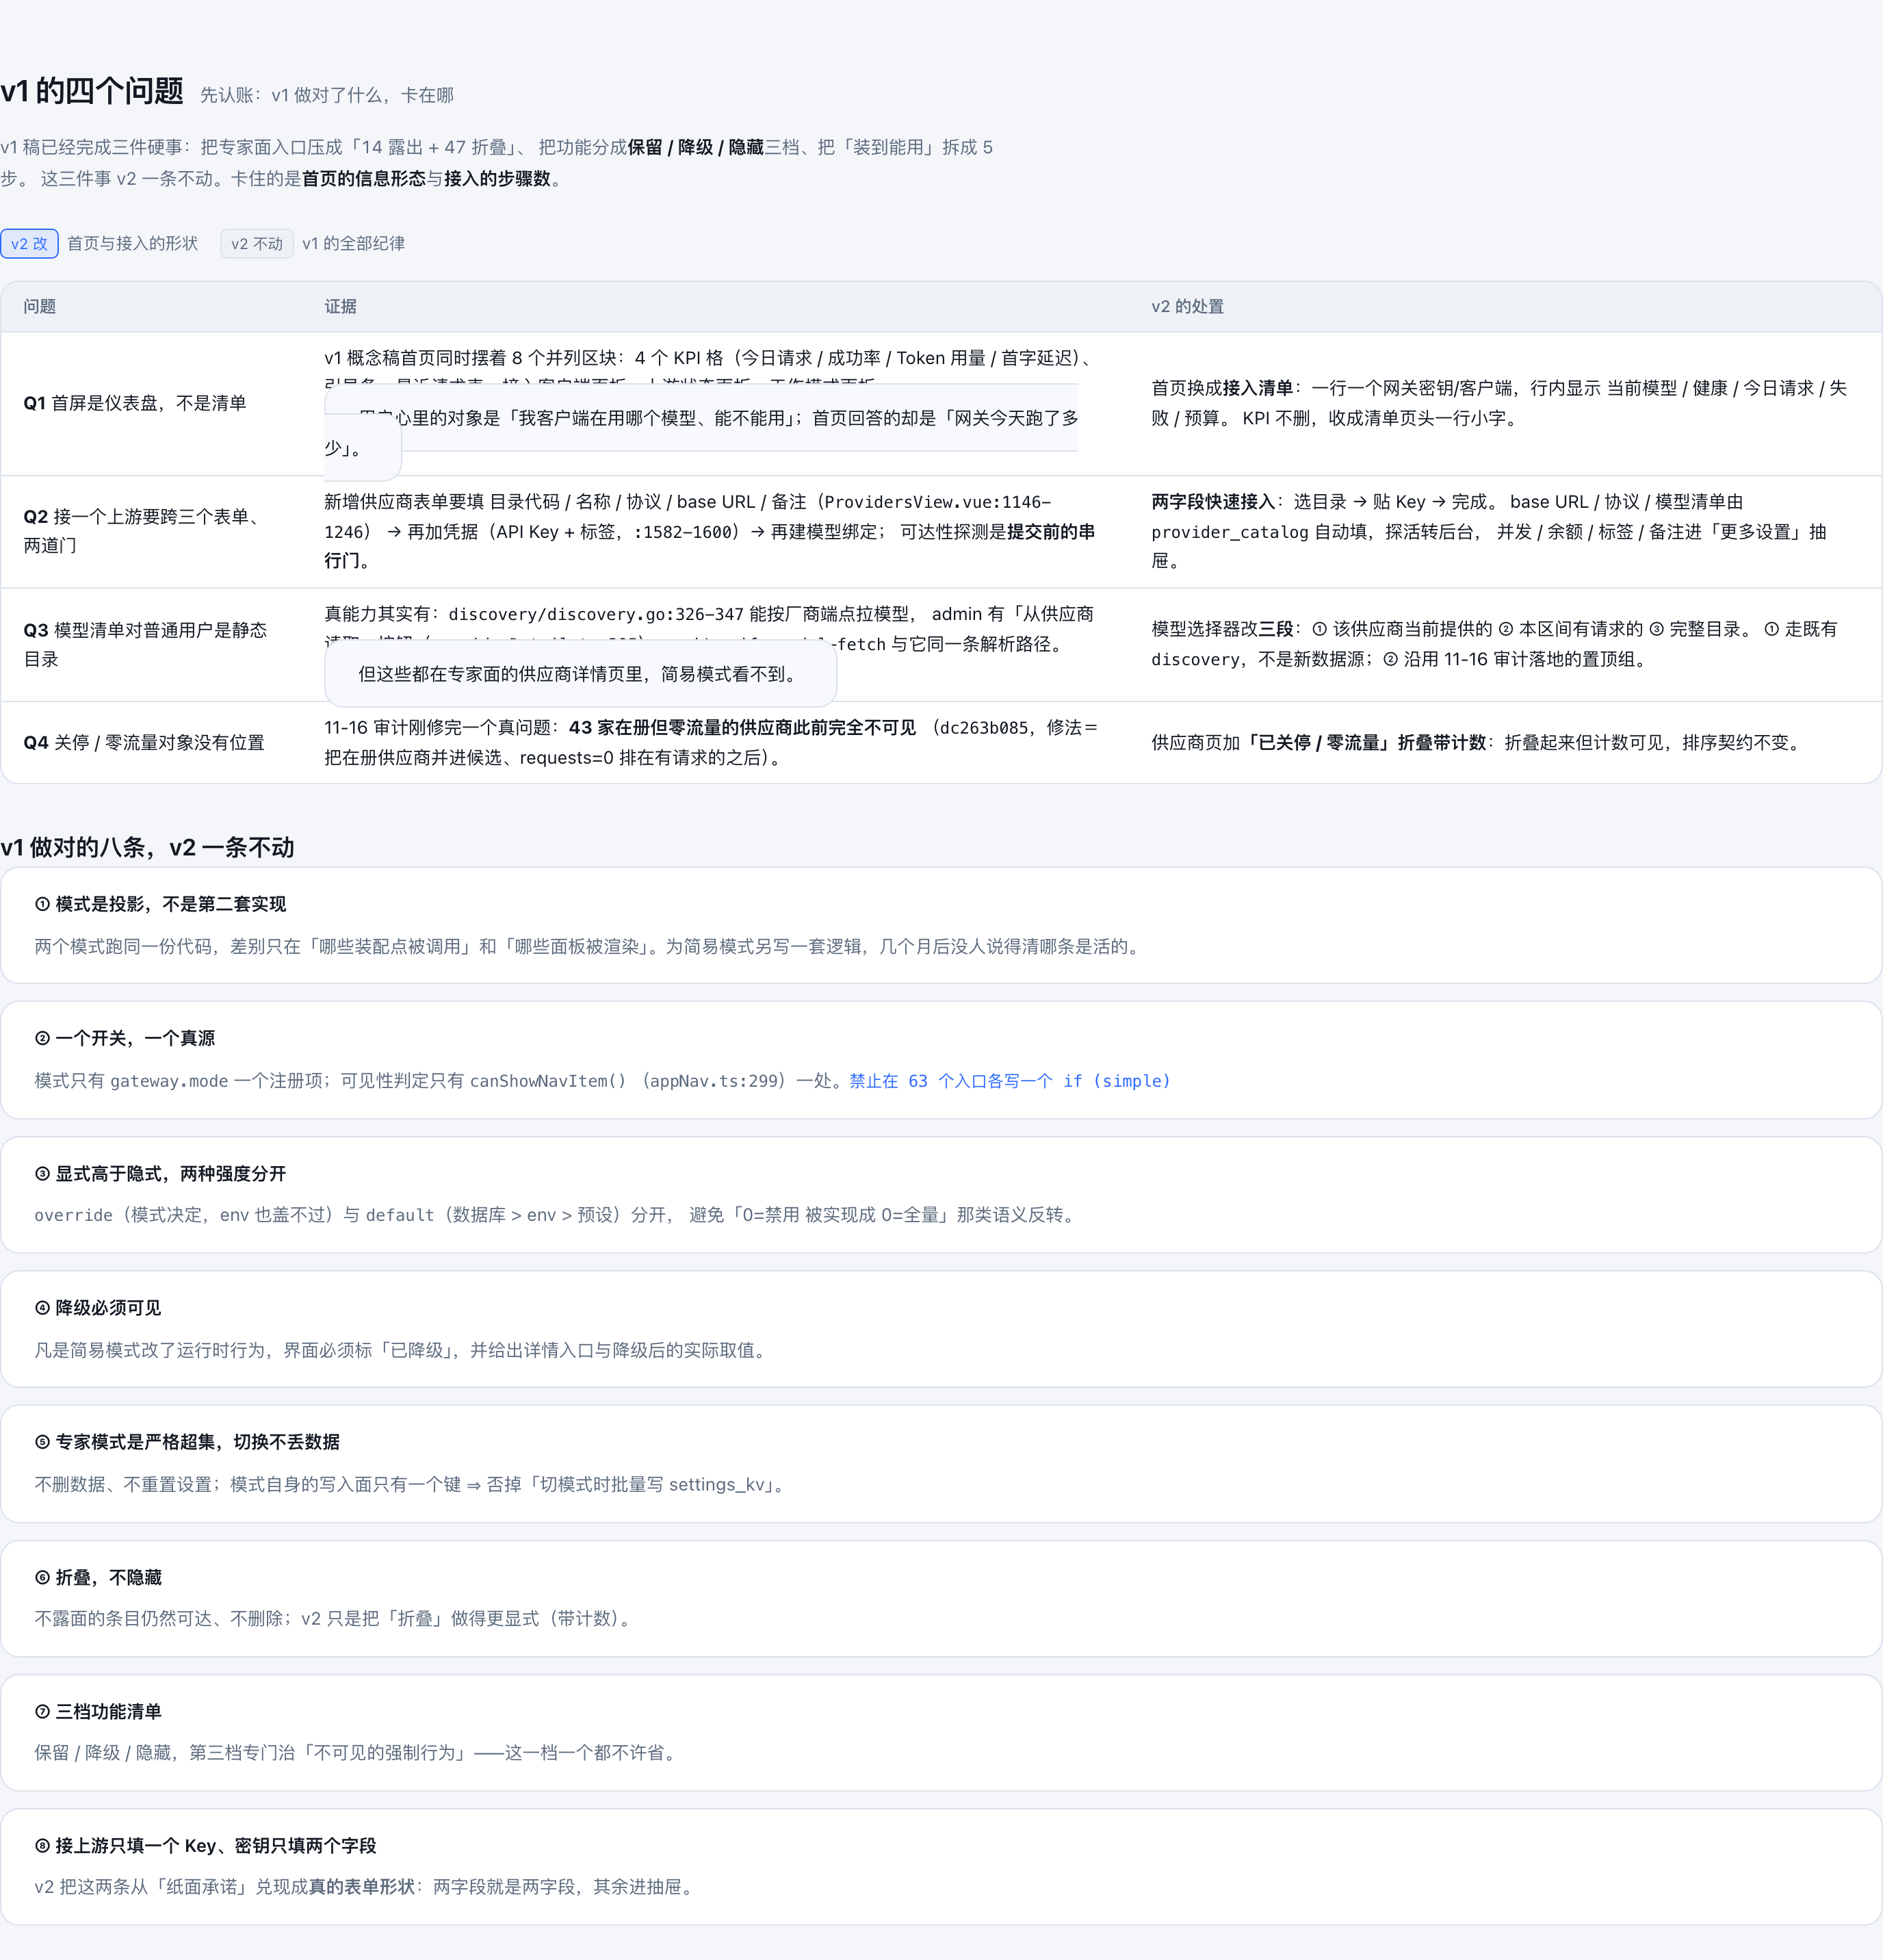 v1 的四个问题 先认账：v1 做对了什么，卡在哪
v1 稿已经完成三件硬事：把专家面入口压成「14 露出 + 47 折叠」、 把功能分成保留 / 降级 / 隐藏三档、把「装到能用」拆成 5
步。 这三件事 v2 一条不动。卡住的是首页的信息形态与接入的步骤数。
v2 改 首页与接入的形状 v2 不动 v1 的全部纪律
问题 证据 v2 的处置
Q1 首屏是仪表盘，不是清单
v1 概念稿首页同时摆着 8 个并列区块：4 个 KPI 格（今日请求 / 成功率 / Token 用量 / 首字延迟）、
心里的对象是「我客户端在用哪个模型、能不能用」；首页回答的却是「网关今天跑了多
少」。
首页换成接入清单：一行一个网关密钥/客户端，行内显示 当前模型 / 健康 / 今日请求 / 失
败 / 预算。 KPI 不删，收成清单页头一行小字。
Q2 接一个上游要跨三个表单、
两道门
新增供应商表单要填 目录代码 / 名称 / 协议 / base URL / 备注（ProvidersView.vue:1146–
1246） → 再加凭据（API Key + 标签，:1582–1600）→ 再建模型绑定； 可达性探测是提交前的串
行门。
两字段快速接入：选目录 → 贴 Key → 完成。 base URL / 协议 / 模型清单由
provider_catalog 自动填，探活转后台， 并发 / 余额 / 标签 / 备注进「更多设置」抽
屉。
Q3 模型清单对普通用户是静态
目录
真能力其实有：discovery/discovery.go:326–347 能按厂商端点拉模型， admin 有「从供应商
-fetch 与它同一条解析路径。
但这些都在专家面的供应商详情页里，简易模式看不到。
模型选择器改三段：① 该供应商当前提供的 ② 本区间有请求的 ③ 完整目录。 ① 走既有
discovery，不是新数据源；② 沿用 11-16 审计落地的置顶组。
Q4 关停 / 零流量对象没有位置
11-16 审计刚修完一个真问题：43 家在册但零流量的供应商此前完全不可见 （dc263b085，修法＝
把在册供应商并进候选、requests=0 排在有请求的之后）。
供应商页加「已关停 / 零流量」折叠带计数：折叠起来但计数可见，排序契约不变。
v1 做对的八条，v2 一条不动
① 模式是投影，不是第二套实现
两个模式跑同一份代码，差别只在「哪些装配点被调用」和「哪些面板被渲染」。为简易模式另写一套逻辑，几个月后没人说得清哪条是活的。
② 一个开关，一个真源
模式只有 gateway.mode 一个注册项；可见性判定只有 canShowNavItem() （appNav.ts:299）一处。禁止在 63 个入口各写一个 if (simple)
③ 显式高于隐式，两种强度分开
override（模式决定，env 也盖不过）与 default（数据库 > env > 预设）分开， 避免「0=禁用 被实现成 0=全量」那类语义反转。
④ 降级必须可见
凡是简易模式改了运行时行为，界面必须标「已降级」，并给出详情入口与降级后的实际取值。
⑤ 专家模式是严格超集，切换不丢数据
不删数据、不重置设置；模式自身的写入面只有一个键 ⇒ 否掉「切模式时批量写 settings_kv」。
⑥ 折叠，不隐藏
不露面的条目仍然可达、不删除；v2 只是把「折叠」做得更显式（带计数）。
⑦ 三档功能清单
保留 / 降级 / 隐藏，第三档专门治「不可见的强制行为」——这一档一个都不许省。
⑧ 接上游只填一个 Key、密钥只填两个字段
v2 把这两条从「纸面承诺」兑现成真的表单形状：两字段就是两字段，其余进抽屉。